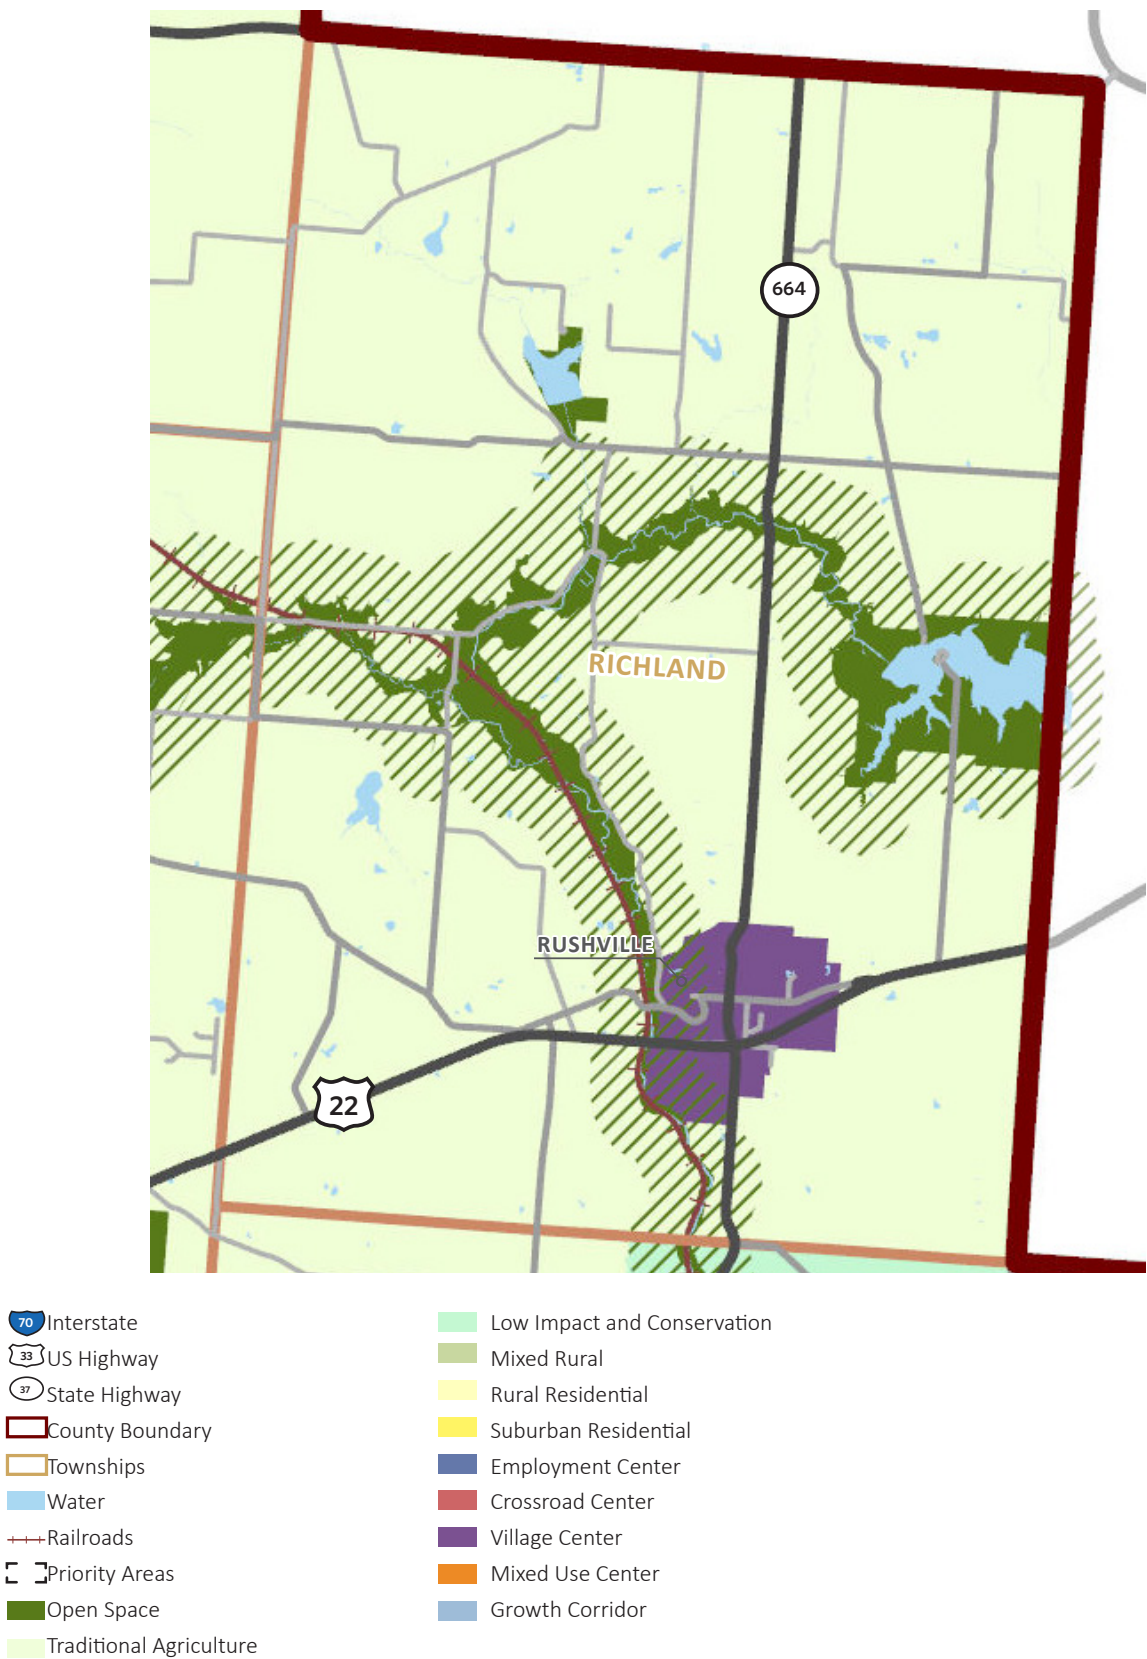 664
RICHLAND
RUSHVILLE
22
70 Interstate
33 US Highway
37 State Highway
County Boundary
Townships
Water
Railroads
Priority Areas
Open Space
Traditional Agriculture
Low Impact and Conservation
Mixed Rural
Rural Residential
Suburban Residential
Employment Center
Crossroad Center
Village Center
Mixed Use Center
Growth Corridor